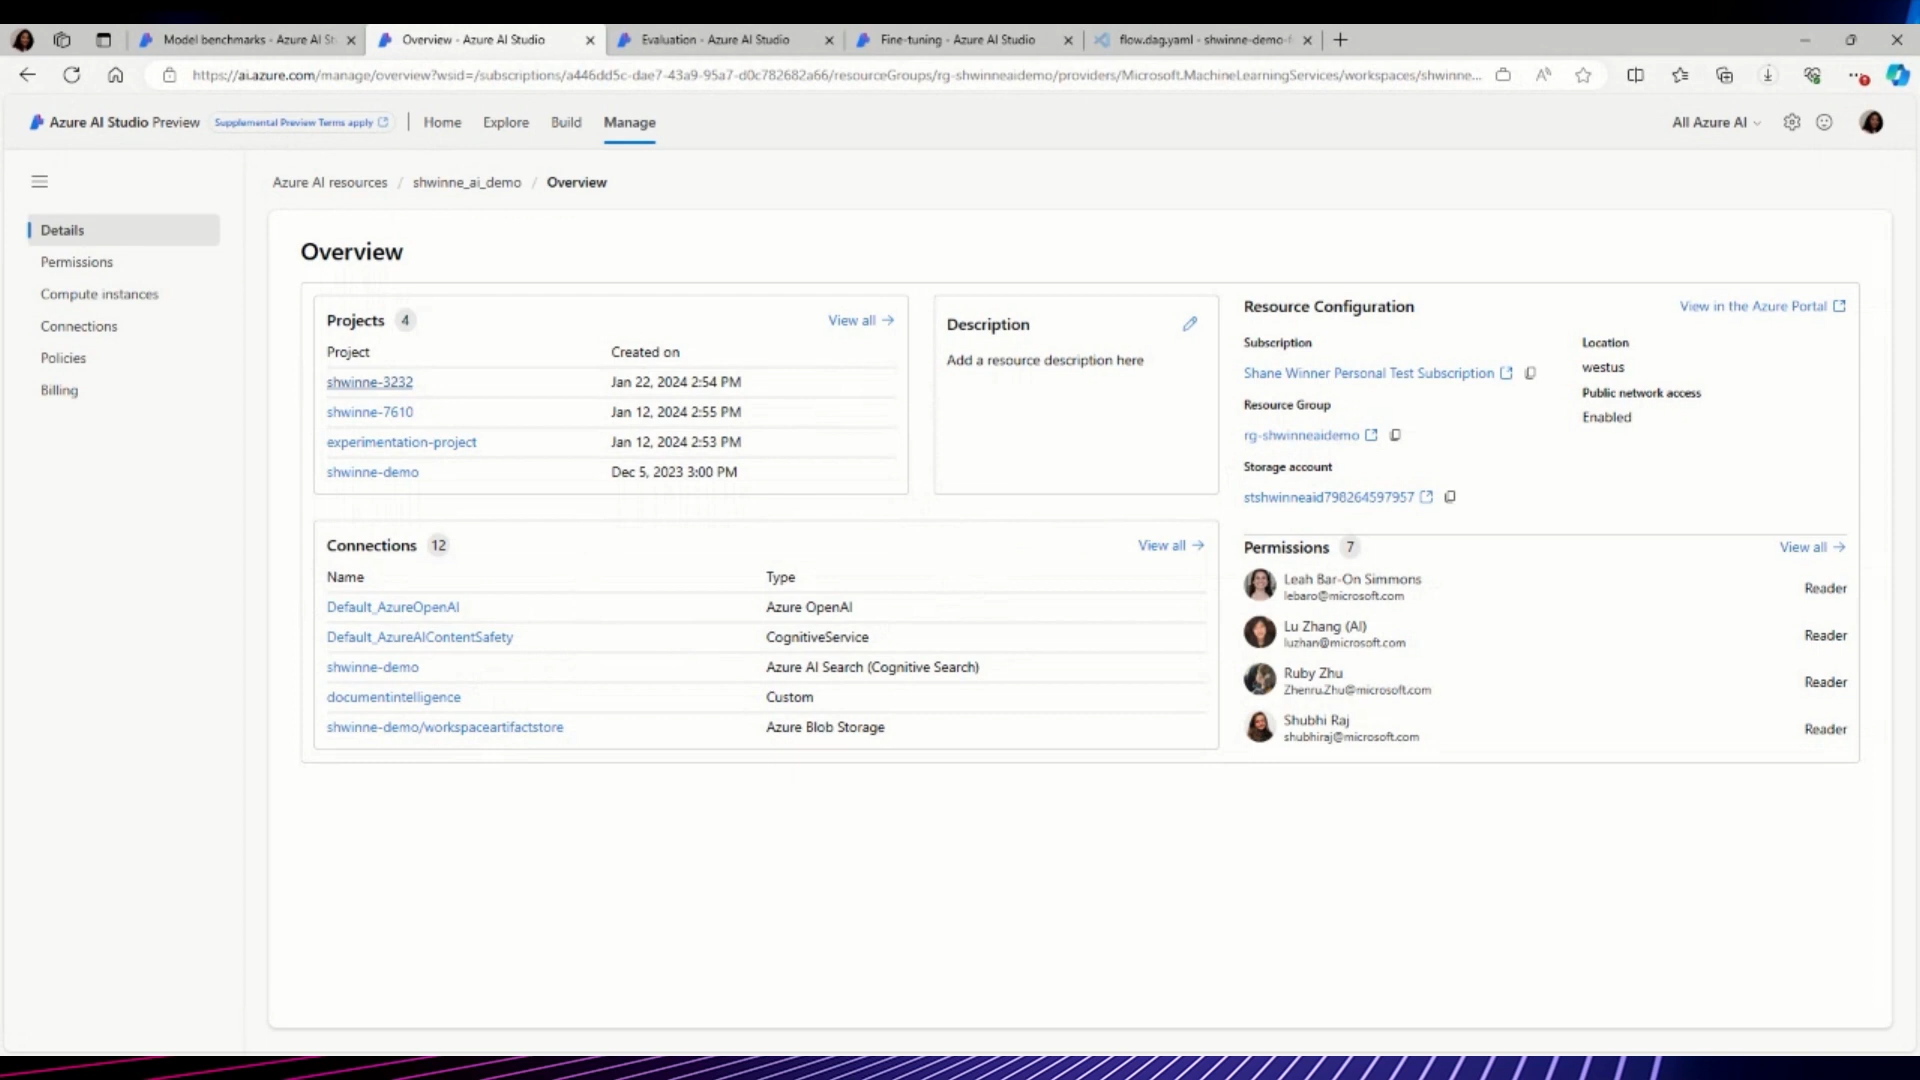 Model benchmarks - Azure AI St
Overview - Azure AI Studio
Evaluation - Azure AI Studio
Fine-tuning - Azure AI Studio
flow.dag.yaml - shwinne-demo-f
https://ai.azure.com/manage/overview?wsid=/subscriptions/a446dd5c-dae7-43a9-95a7-d0c782682a66/resourceGroups/rg-shwinneaidemo/providers/Microsoft.MachineLearningServices/workspaces/shwinne...
Azure AI Studio Preview
Supplemental Preview Terms apply
Home
Explore
Build
Manage
All Azure AI
Azure AI resources / shwinne_ai_demo / Overview
Details
Permissions
Compute instances
Connections
Policies
Billing
Overview
Projects 4
View all
Project Created on
shwinne-3232 Jan 22, 2024 2:54 PM
shwinne-7610 Jan 12, 2024 2:55 PM
experimentation-project Jan 12, 2024 2:53 PM
shwinne-demo Dec 5, 2023 3:00 PM
Description
Add a resource description here
Connections 12
View all
Name Type
Default_AzureOpenAI Azure OpenAI
Default_AzureAIContentSafety CognitiveService
shwinne-demo Azure AI Search (Cognitive Search)
documentintelligence Custom
shwinne-demo/workspaceartifactstore Azure Blob Storage
Resource Configuration
View in the Azure Portal
Subscription
Shane Winner Personal Test Subscription
Resource Group
rg-shwinneaidemo
Storage account
stshwinneaid798264597957
Location
westus
Public network access
Enabled
Permissions 7
View all
Leah Bar-On Simmons
lebaro@microsoft.com
Reader
Lu Zhang (AI)
luzhan@microsoft.com
Reader
Ruby Zhu
Zhenru.Zhu@microsoft.com
Reader
Shubhi Raj
shubhiraj@microsoft.com
Reader